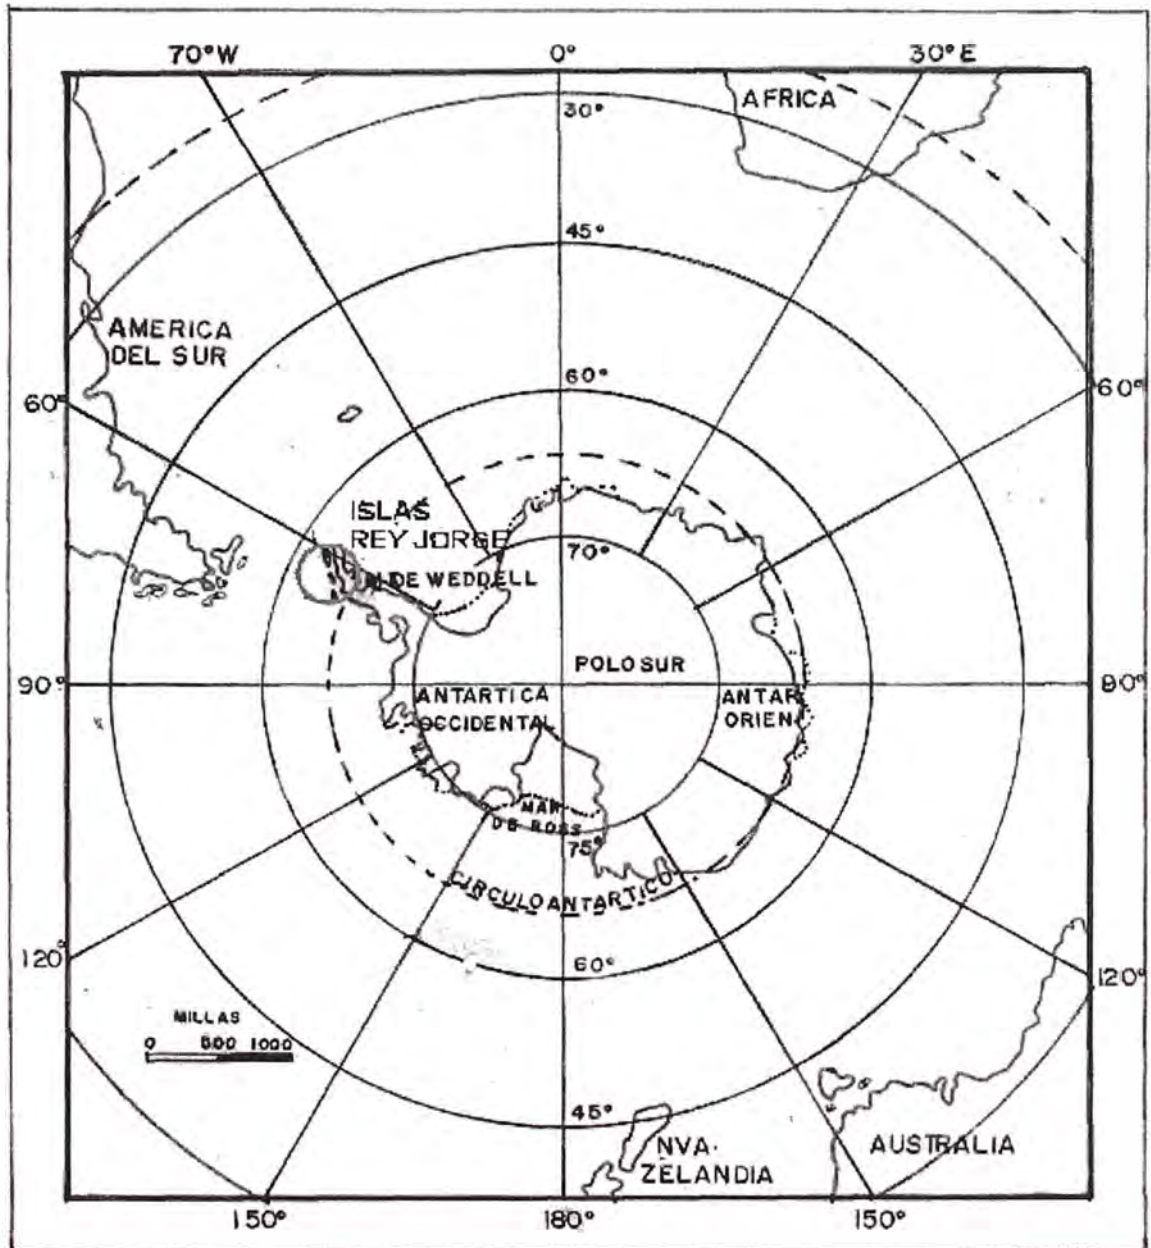 70°W 0° 30°E
AFRICA
30°
45°
AMERICA
DEL SUR
60°
60° 60°
ISLAS
REY JORGE
70°
DE WEDDELL
POLO SUR
90° 80°
ANTARTICA ANTAR
OCCIDENTAL ORIEN
MAR
DE ROSS
75°
CIRCULO ANTARTICO
120° 120°
60°
MILLAS
0 500 1000
45°
NVA.
ZELANDIA
AUSTRALIA
150° 180° 150°